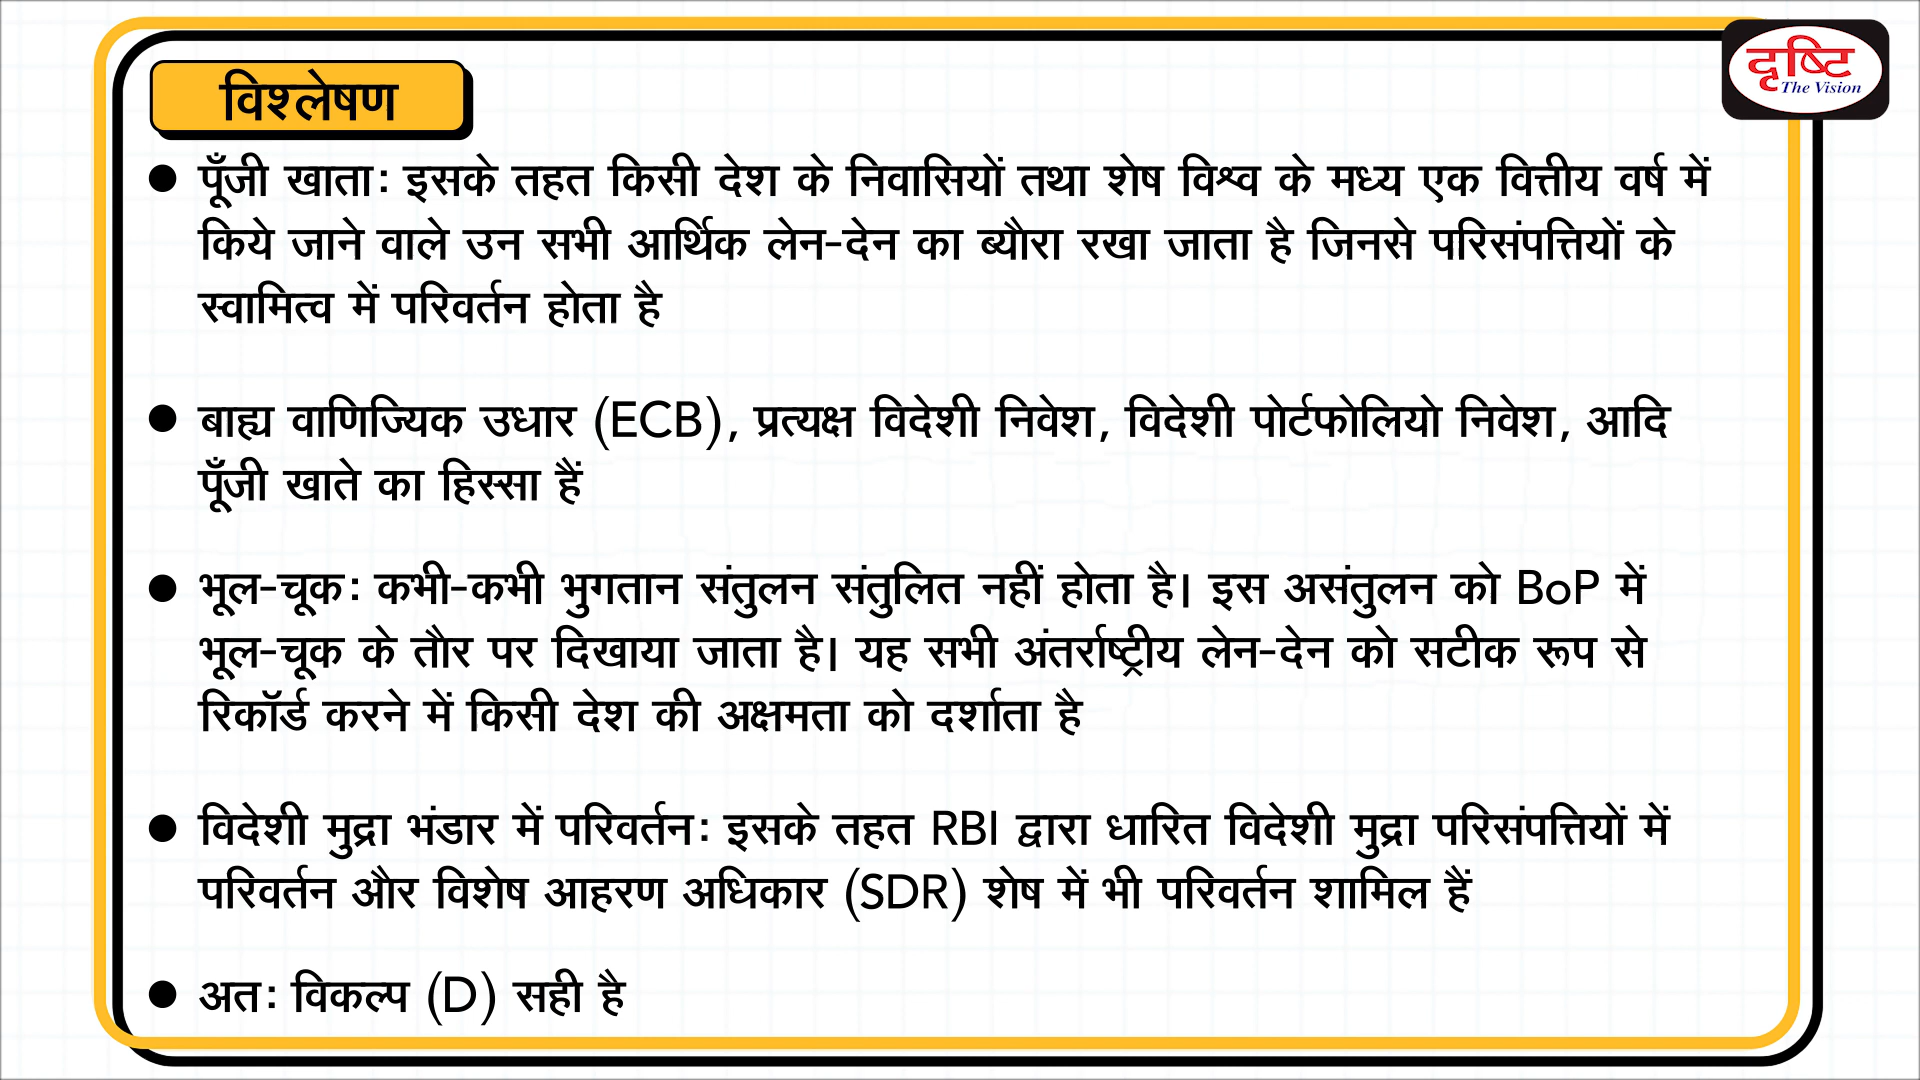 दृष्टि
The Vision
विश्लेषण
● पूँजी खाताः इसके तहत किसी देश के निवासियों तथा शेष विश्व के मध्य एक वित्तीय वर्ष में
किये जाने वाले उन सभी आर्थिक लेन-देन का ब्यौरा रखा जाता है जिनसे परिसंपत्तियों के
स्वामित्व में परिवर्तन होता है
● बाह्य वाणिज्यिक उधार (ECB), प्रत्यक्ष विदेशी निवेश, विदेशी पोर्टफोलियो निवेश, आदि
पूँजी खाते का हिस्सा हैं
● भूल-चूकः कभी-कभी भुगतान संतुलन संतुलित नहीं होता है। इस असंतुलन को BoP में
भूल-चूक के तौर पर दिखाया जाता है। यह सभी अंतर्राष्ट्रीय लेन-देन को सटीक रूप से
रिकॉर्ड करने में किसी देश की अक्षमता को दर्शाता है
● विदेशी मुद्रा भंडार में परिवर्तनः इसके तहत RBI द्वारा धारित विदेशी मुद्रा परिसंपत्तियों में
परिवर्तन और विशेष आहरण अधिकार (SDR) शेष में भी परिवर्तन शामिल हैं
● अतः विकल्प (D) सही है